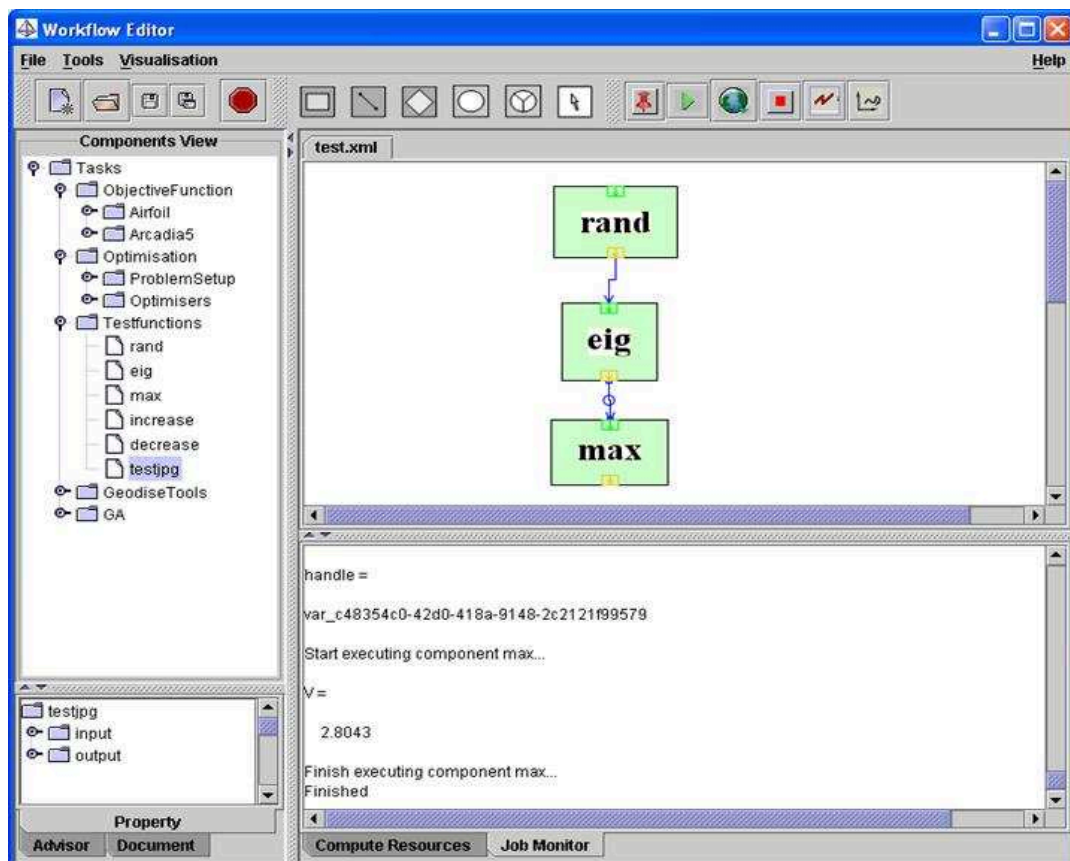 Workflow Editor
File Tools Visualisation Help
Components View
Tasks
ObjectiveFunction
Airfoil
Arcadia5
Optimisation
ProblemSetup
Optimisers
Testfunctions
rand
eig
max
increase
decrease
testjpg
GeodiseTools
GA
testjpg
input
output
Property
Advisor Document
test.xml
rand
eig
max
handle =
var_c48354c0-42d0-418a-9148-2c2121f99579
Start executing component max...
V =
2.8043
Finish executing component max...
Finished
Compute Resources Job Monitor